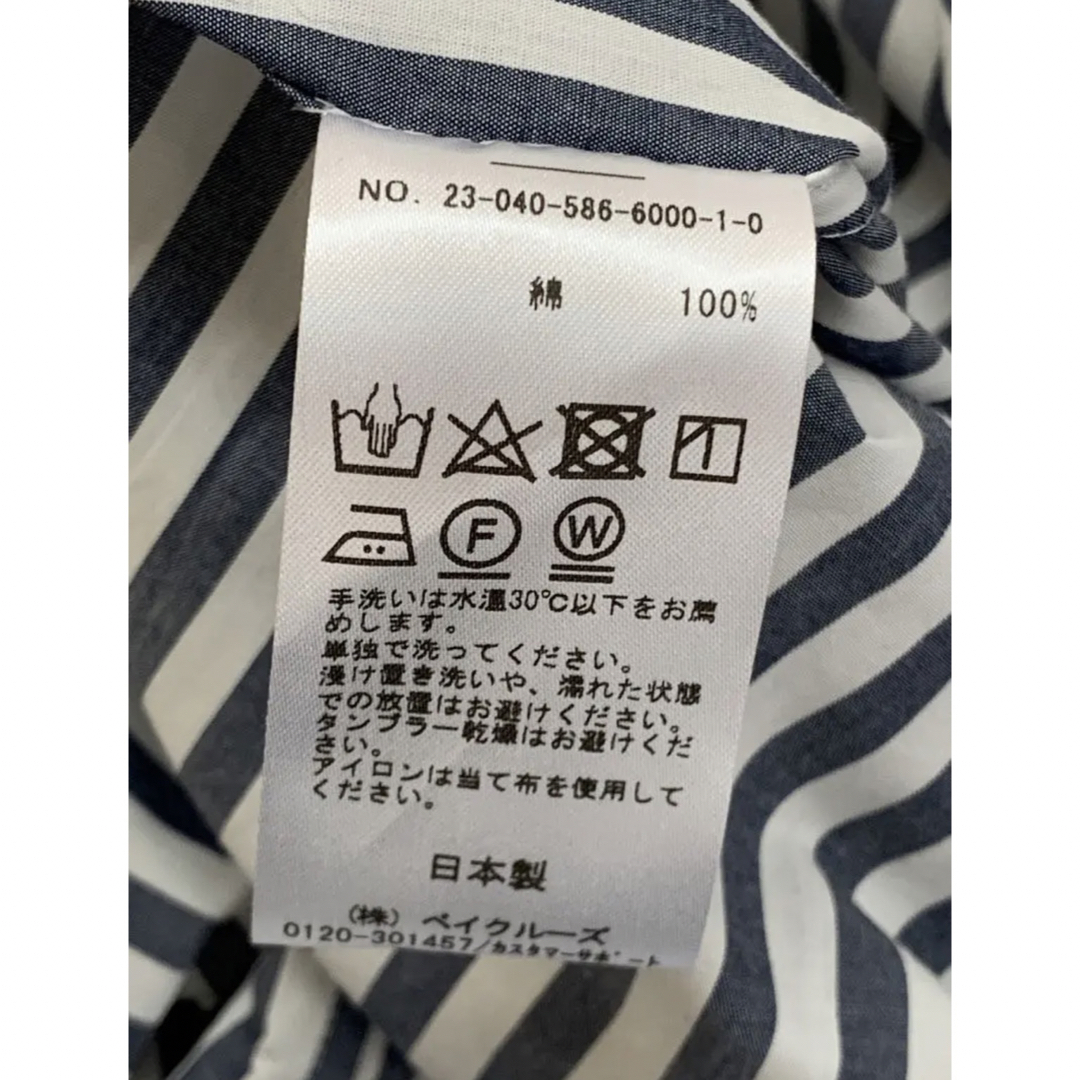 NO. 23-040-586-6000-1-0
綿 100%
F W
手洗いは水温30℃以下をお薦
めします。
単独で洗ってください。
浸け置き洗いや、濡れた状態
での放置はお避けください。
タンブラー乾燥はお避けくだ
さい。
アイロンは当て布を使用して
ください。
日本製
(株) ベイクルーズ
0120-301457/カスタマーサポート